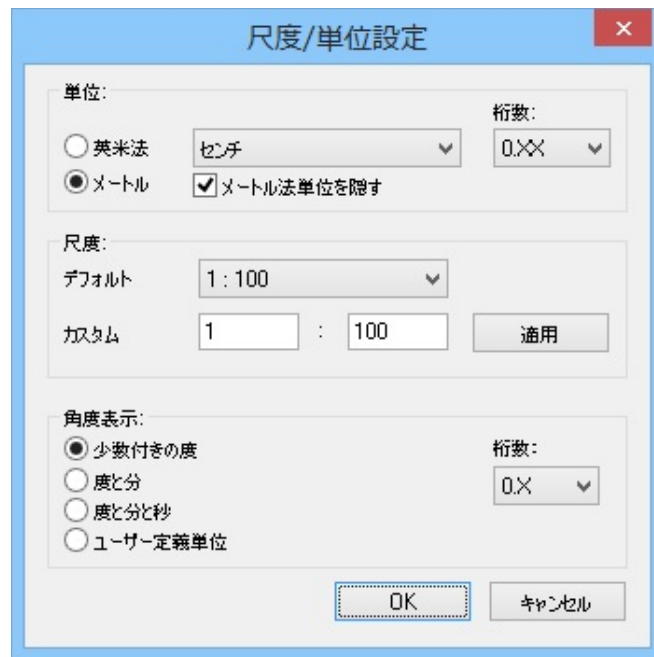 尺度/単位設定
単位:
桁数:
英米法 センチ 0.XX
メートル メートル法単位を隠す
尺度:
デフォルト 1 : 100
カスタム 1 : 100 適用
角度表示:
少数付きの度 桁数:
度と分 0.X
度と分と秒
ユーザー定義単位
OK キャンセル